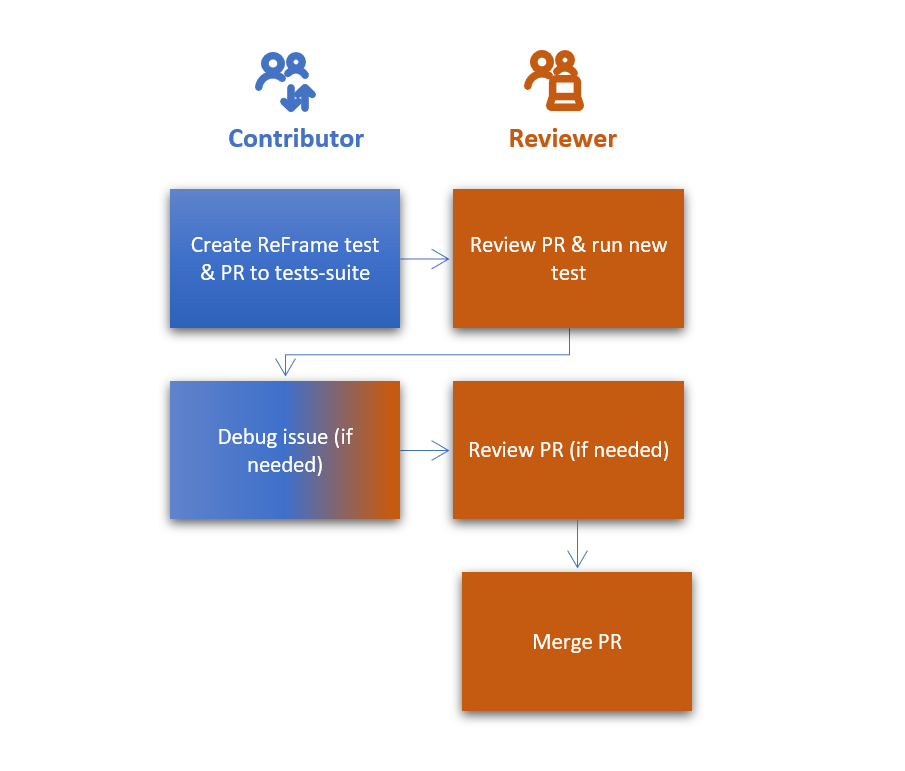 Contributor
Reviewer
Create ReFrame test
& PR to tests-suite
Review PR & run new
test
Debug issue (if
needed)
Review PR (if needed)
Merge PR